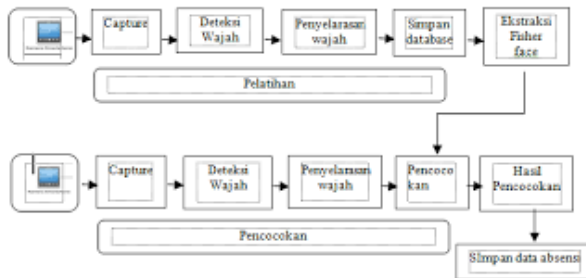 Capture
Deteksi
Wajah
Penyelarasan
wajah
Simpan
database
Ekstraksi
Fisher
face
Pelatihan
Capture
Deteksi
Wajah
Penyelarasan
wajah
Pencoco
kan
Hasil
Pencocokan
Pencocokan
SImpan data absensi